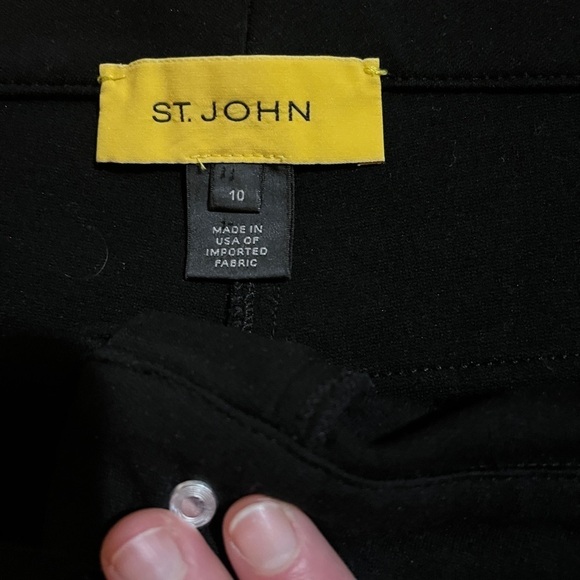 ST. JOHN
10
MADE IN
USA OF
IMPORTED
FABRIC